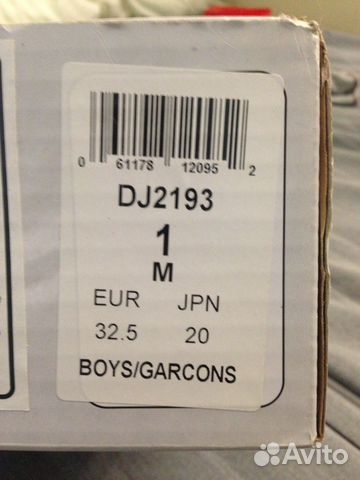 0 61178 12095 2
DJ2193
1
M
EUR JPN
32.5 20
BOYS/GARCONS
Avito